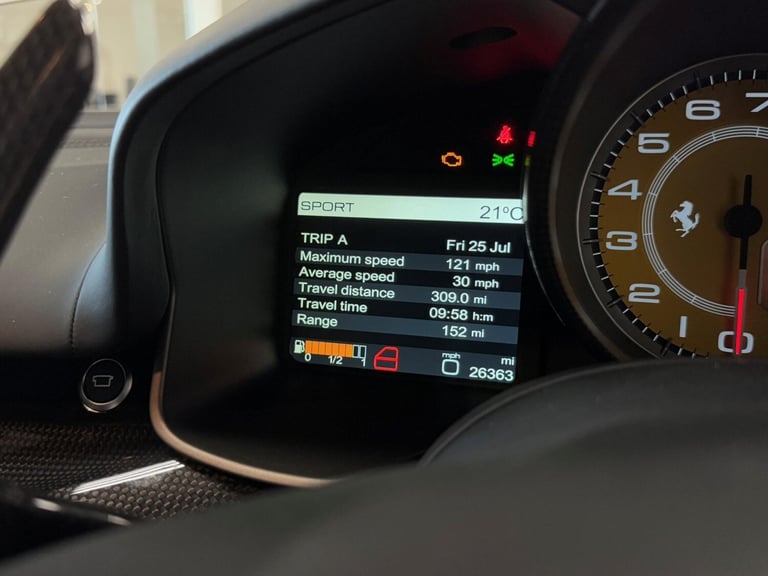 SPORT 21°C
TRIP A Fri 25 Jul
Maximum speed 121 mph
Average speed 30 mph
Travel distance 309.0 mi
Travel time 09:58 h:m
Range 152 mi
0 1/2 1 mph 0 mi
26363
7
6
5
4
3
2
1
0